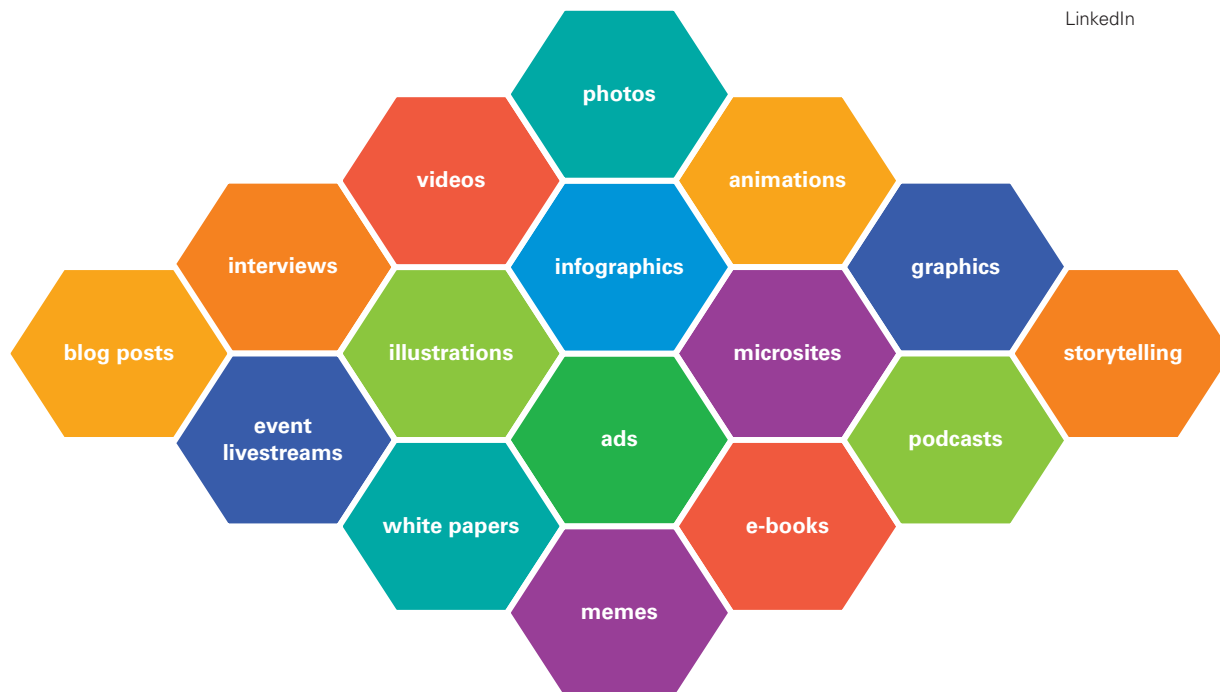 LinkedIn
photos
videos
animations
interviews
infographics
graphics
blog posts
illustrations
microsites
storytelling
event
livestreams
ads
podcasts
white papers
e-books
memes